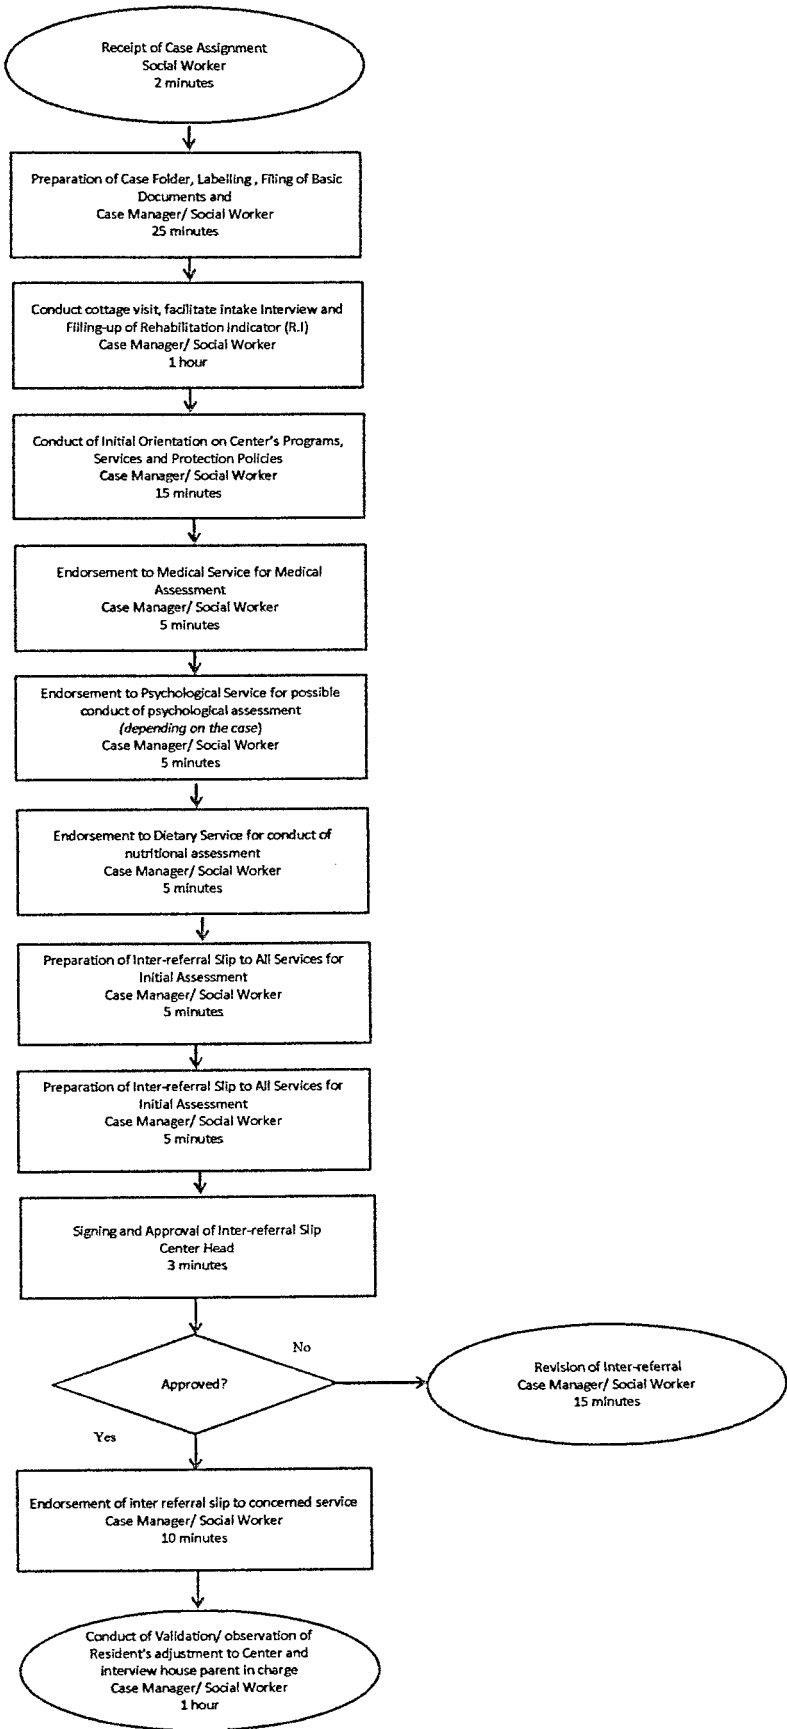 Receipt of Case Assignment
Social Worker
2 minutes
Preparation of Case Folder, Labelling , Filing of Basic
Documents and
Case Manager/ Social Worker
25 minutes
Conduct cottage visit, facilitate intake Interview and
Filling-up of Rehabilitation Indicator (R.I)
Case Manager/ Social Worker
1 hour
Conduct of Initial Orientation on Center's Programs,
Services and Protection Policies
Case Manager/ Social Worker
15 minutes
Endorsement to Medical Service for Medical
Assessment
Case Manager/ Social Worker
5 minutes
Endorsement to Psychological Service for possible
conduct of psychological assessment
(depending on the case)
Case Manager/ Social Worker
5 minutes
Endorsement to Dietary Service for conduct of
nutritional assessment
Case Manager/ Social Worker
5 minutes
Preparation of Inter-referral Slip to All Services for
Initial Assessment
Case Manager/ Social Worker
5 minutes
Preparation of Inter-referral Slip to All Services for
Initial Assessment
Case Manager/ Social Worker
5 minutes
Signing and Approval of Inter-referral Slip
Center Head
3 minutes
Approved?
No
Revision of Inter-referral
Case Manager/ Social Worker
15 minutes
Yes
Endorsement of inter referral slip to concerned service
Case Manager/ Social Worker
10 minutes
Conduct of Validation/ observation of
Resident's adjustment to Center and
interview house parent in charge
Case Manager/ Social Worker
1 hour